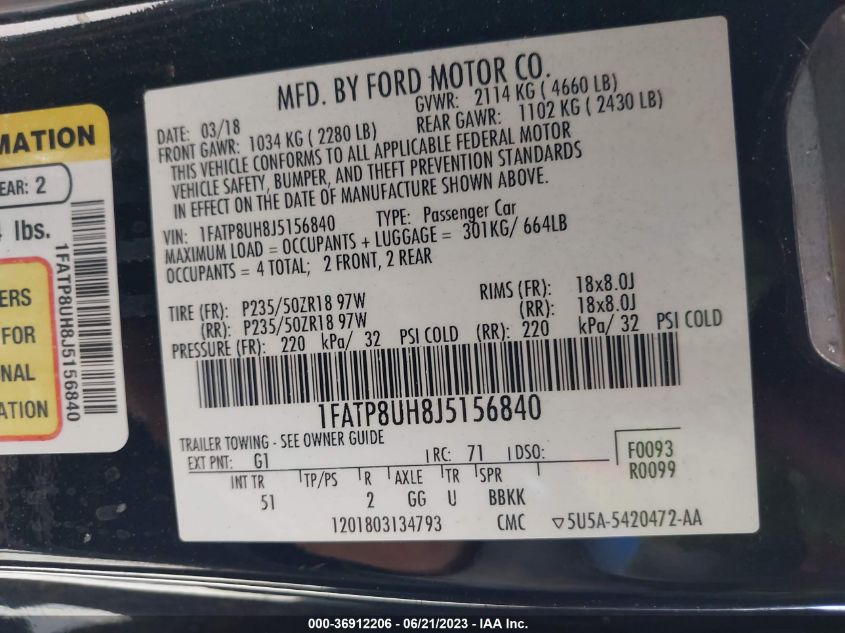 MATION
EAR: 2
lbs.
ERS
FOR
NAL
ATION
1FATP8UH8J5156840
MFD. BY FORD MOTOR CO.
DATE: 03/18 GVWR: 2114 KG ( 4660 LB)
FRONT GAWR: 1034 KG ( 2280 LB) REAR GAWR: 1102 KG ( 2430 LB)
THIS VEHICLE CONFORMS TO ALL APPLICABLE FEDERAL MOTOR
VEHICLE SAFETY, BUMPER, AND THEFT PREVENTION STANDARDS
IN EFFECT ON THE DATE OF MANUFACTURE SHOWN ABOVE.
VIN: 1FATP8UH8J5156840 TYPE: Passenger Car
MAXIMUM LOAD = OCCUPANTS + LUGGAGE = 301KG/ 664LB
OCCUPANTS = 4 TOTAL; 2 FRONT, 2 REAR
TIRE (FR): P235/50ZR18 97W RIMS (FR): 18x8.0J
(RR): P235/50ZR18 97W (RR): 18x8.0J
PRESSURE (FR): 220 kPa/ 32 PSI COLD (RR): 220 kPa/ 32 PSI COLD
1FATP8UH8J5156840
TRAILER TOWING - SEE OWNER GUIDE
EXT PNT: G1 RC: 71 DSO: F0093
INT TR TP/PS R AXLE TR SPR R0099
51 2 GG U BBKK
1201803134793 CMC ▽5U5A-5420472-AA
000-36912206 - 06/21/2023 - © IAA Inc.